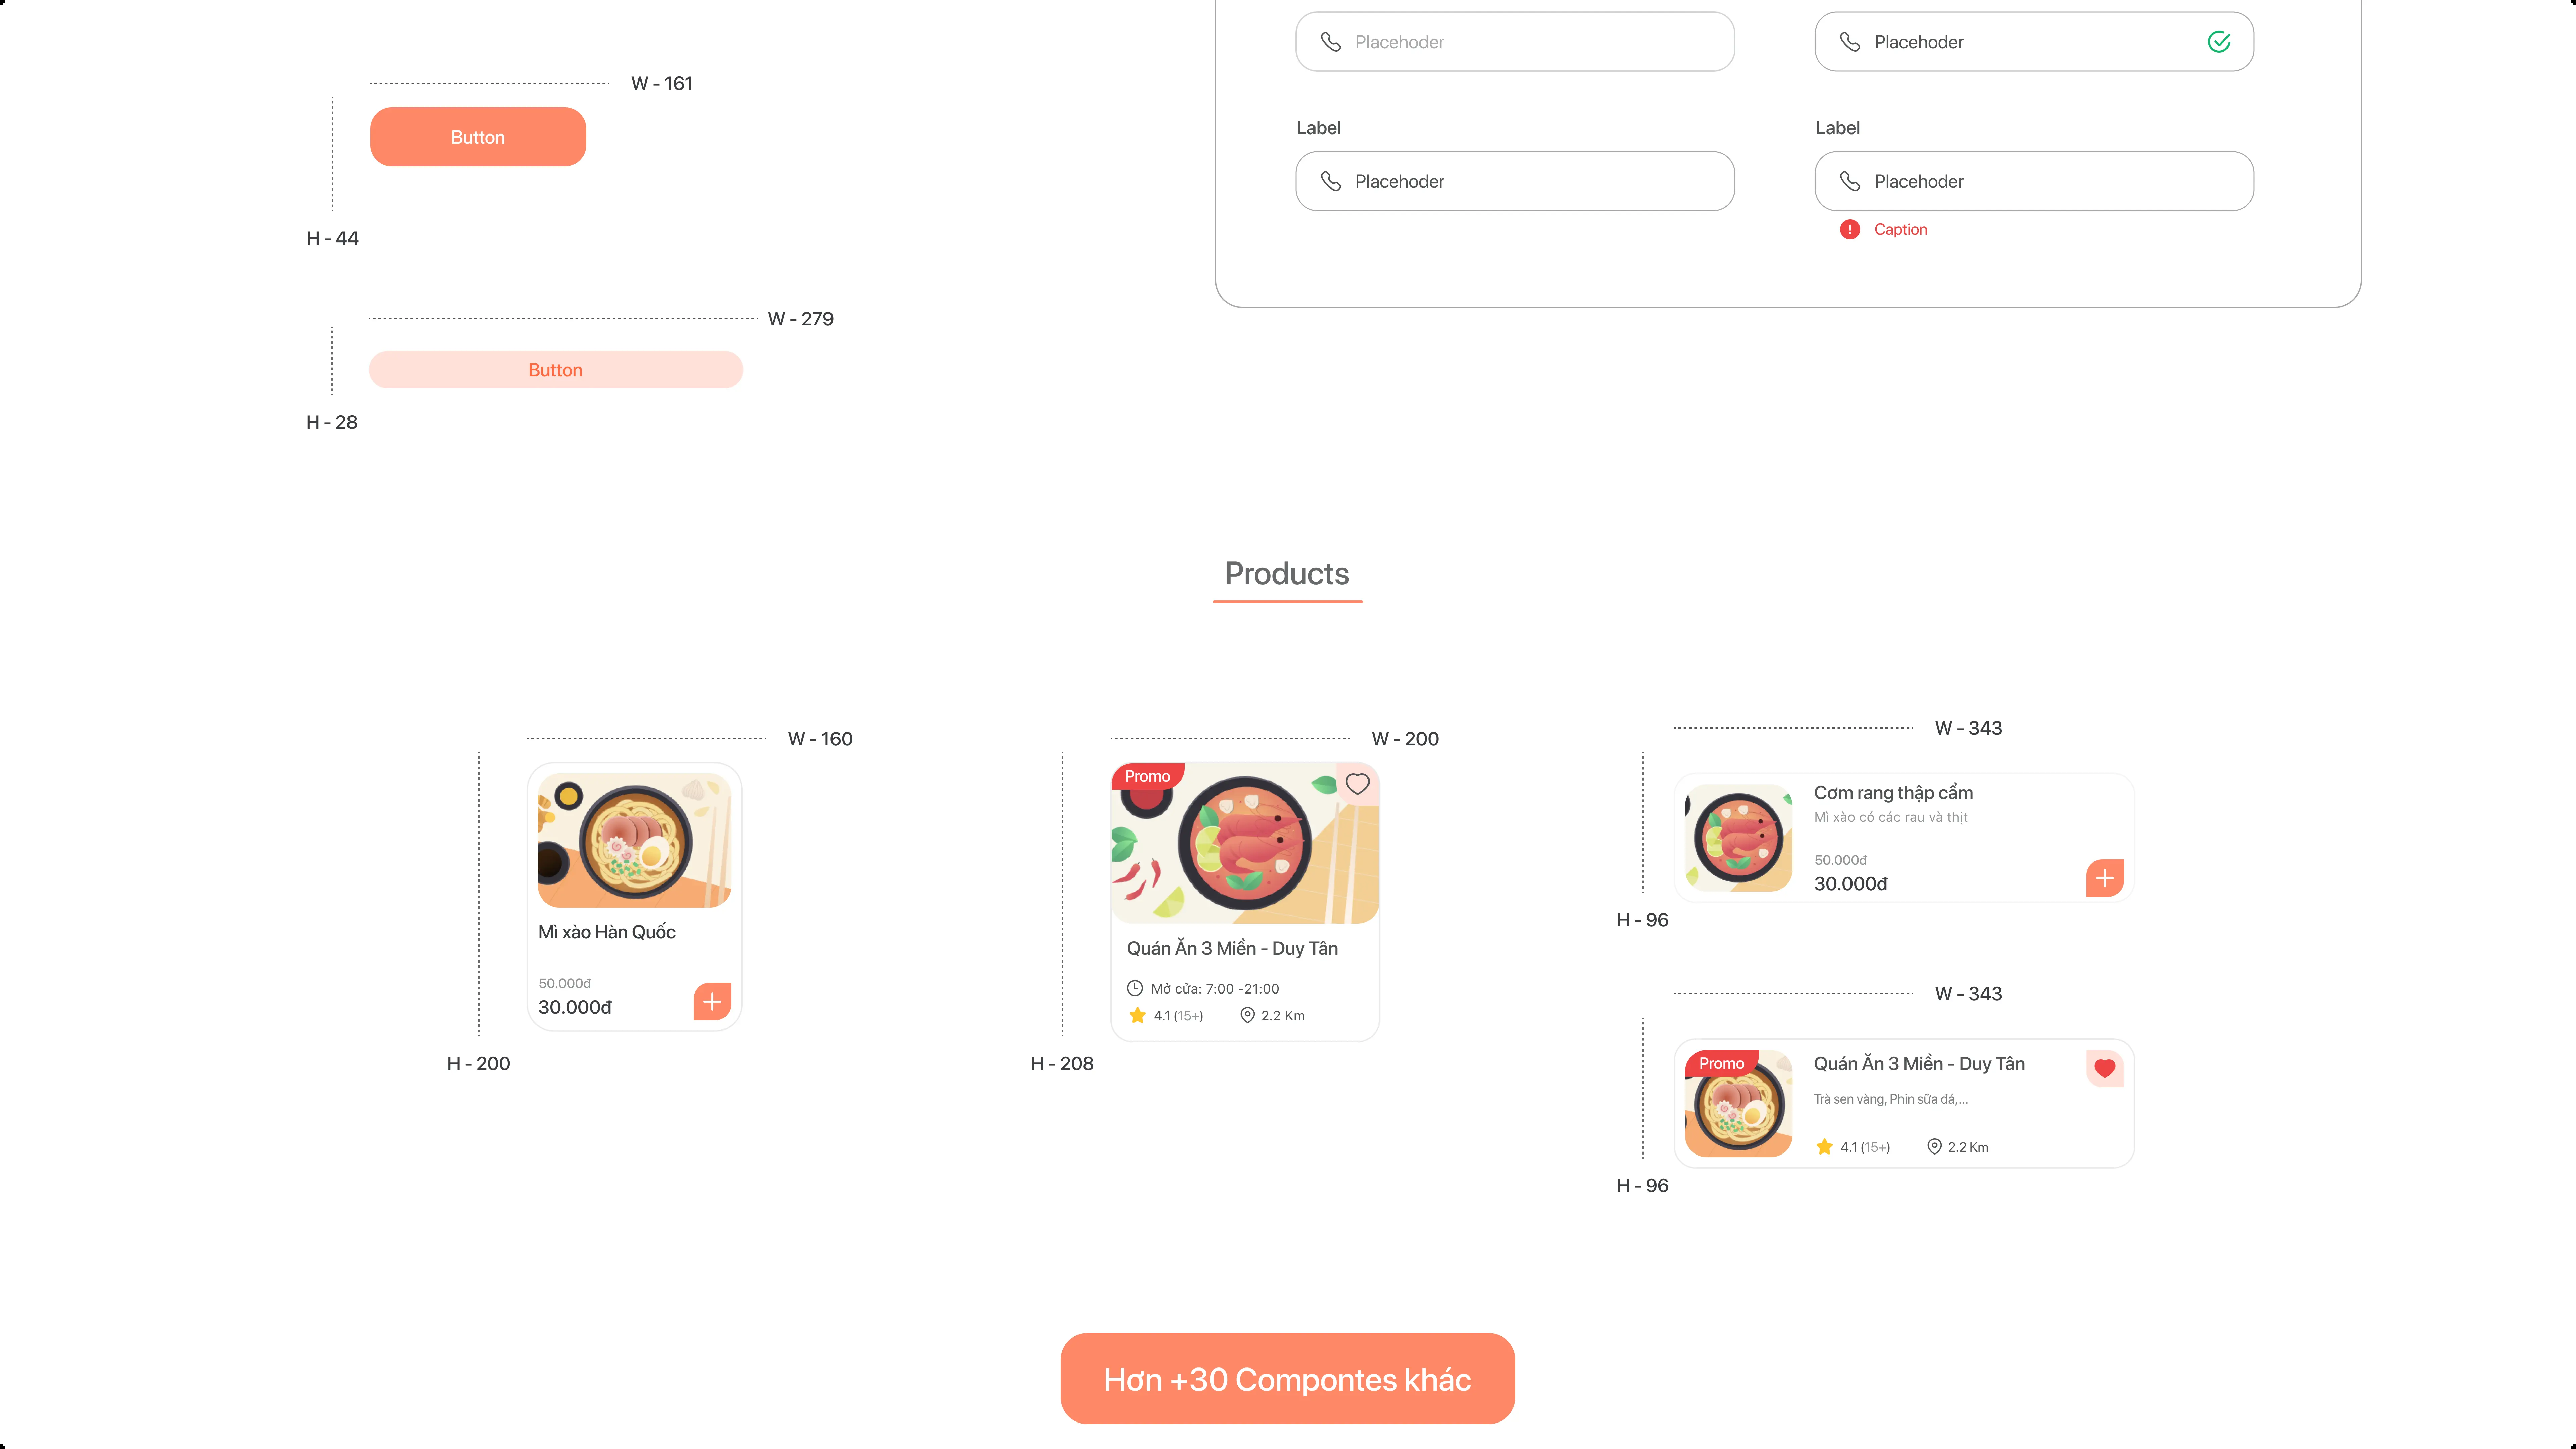 Placehoder
Placehoder
W - 161
Button
H - 44
Label
Label
Placehoder
Placehoder
Caption
W - 279
Button
H - 28
Products
W - 160
Mì xào Hàn Quốc
50.000đ
30.000đ
H - 200
W - 200
Promo
Quán Ăn 3 Miền - Duy Tân
Mở cửa: 7:00 -21:00
4.1 (15+)
2.2 Km
H - 208
W - 343
Cơm rang thập cẩm
Mì xào có các rau và thịt
50.000đ
30.000đ
H - 96
W - 343
Promo
Quán Ăn 3 Miền - Duy Tân
Trà sen vàng, Phin sữa đá,...
4.1 (15+)
2.2 Km
H - 96
Hơn +30 Compontes khác